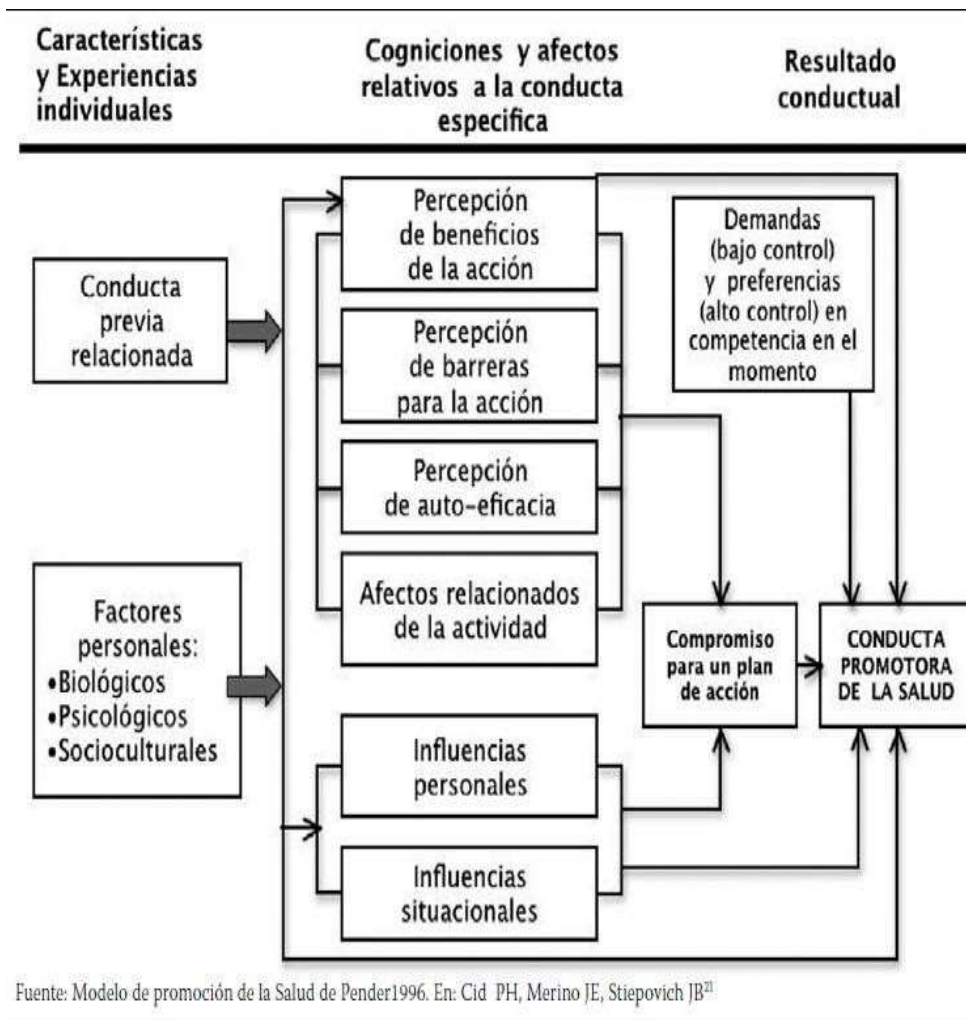 Características
y Experiencias
individuales
Cogniciones y afectos
relativos a la conducta
especifica
Resultado
conductual
Conducta
previa
relacionada
Factores
personales:
•Biológicos
•Psicológicos
•Socioculturales
Percepción
de beneficios
de la acción
Percepción
de barreras
para la acción
Percepción
de auto-eficacia
Afectos relacionados
de la actividad
Influencias
personales
Influencias
situacionales
Demandas
(bajo control)
y preferencias
(alto control) en
competencia en el
momento
Compromiso
para un plan
de acción
CONDUCTA
PROMOTORA
DE LA SALUD
Fuente: Modelo de promoción de la Salud de Pender1996. En: Cid PH, Merino JE, Stiepovich JB²¹